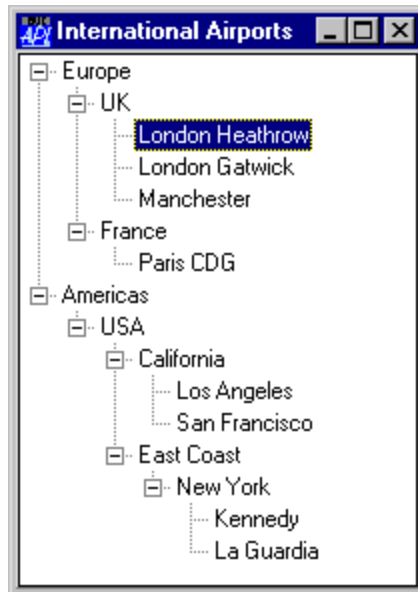 International Airports
Europe
UK
London Heathrow
London Gatwick
Manchester
France
Paris CDG
Americas
USA
California
Los Angeles
San Francisco
East Coast
New York
Kennedy
La Guardia